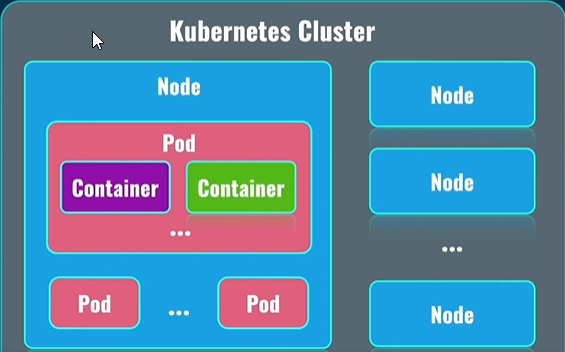 Kubernetes Cluster
Node
Pod
Container Container
...
Pod ... Pod
Node
Node
...
Node